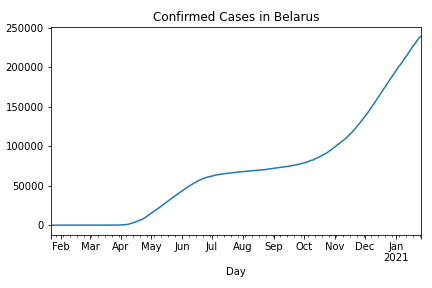 Confirmed Cases in Belarus
250000
200000
150000
100000
50000
0
Feb Mar Apr May Jun Jul Aug Sep Oct Nov Dec Jan
2021
Day